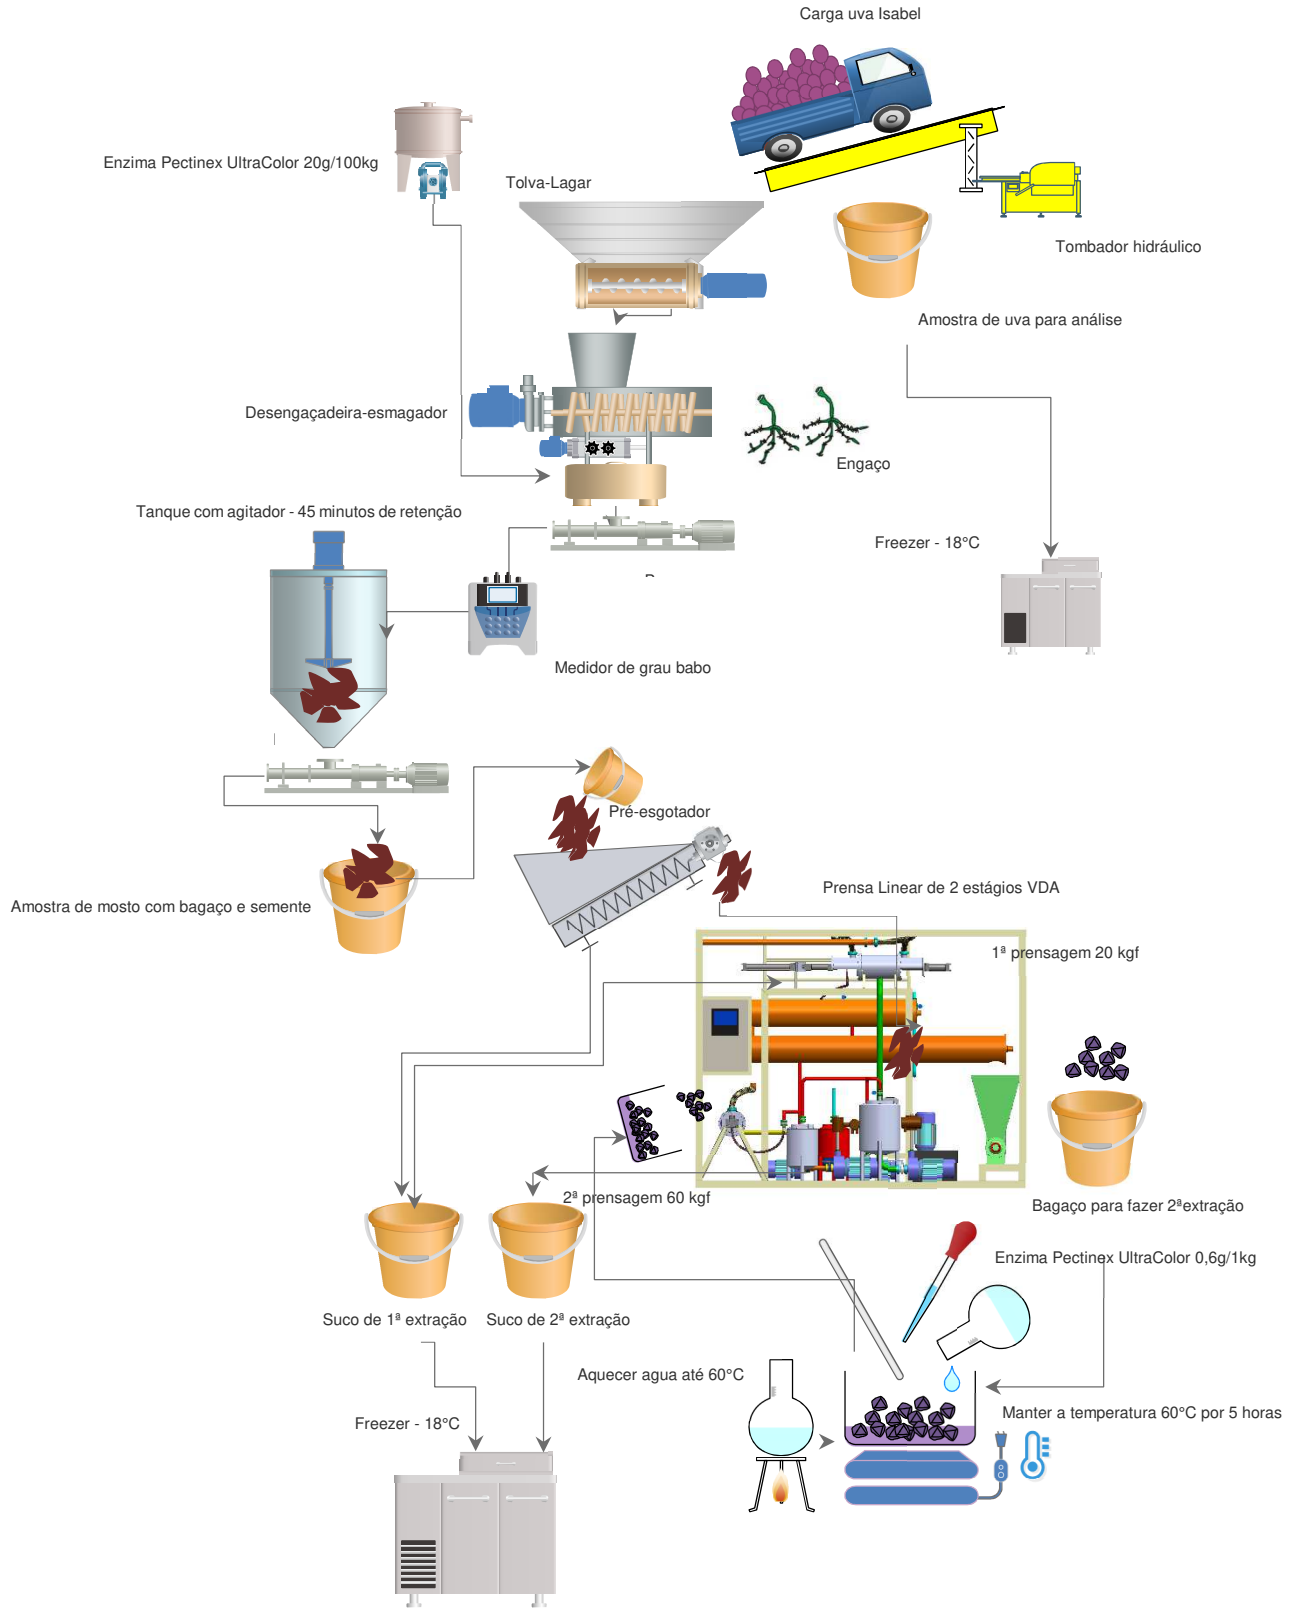 Carga uva Isabel
Enzima Pectinex UltraColor 20g/100kg
Tolva-Lagar
Tombador hidráulico
Amostra de uva para análise
Desengaçadeira-esmagador
Engaço
Tanque com agitador - 45 minutos de retenção
Freezer - 18°C
Medidor de grau babo
Pré-esgotador
Prensa Linear de 2 estágios VDA
Amostra de mosto com bagaço e semente
1ª prensagem 20 kgf
2ª prensagem 60 kgf
Bagaço para fazer 2ªextração
Enzima Pectinex UltraColor 0,6g/1kg
Suco de 1ª extração
Suco de 2ª extração
Aquecer agua até 60°C
Manter a temperatura 60°C por 5 horas
Freezer - 18°C